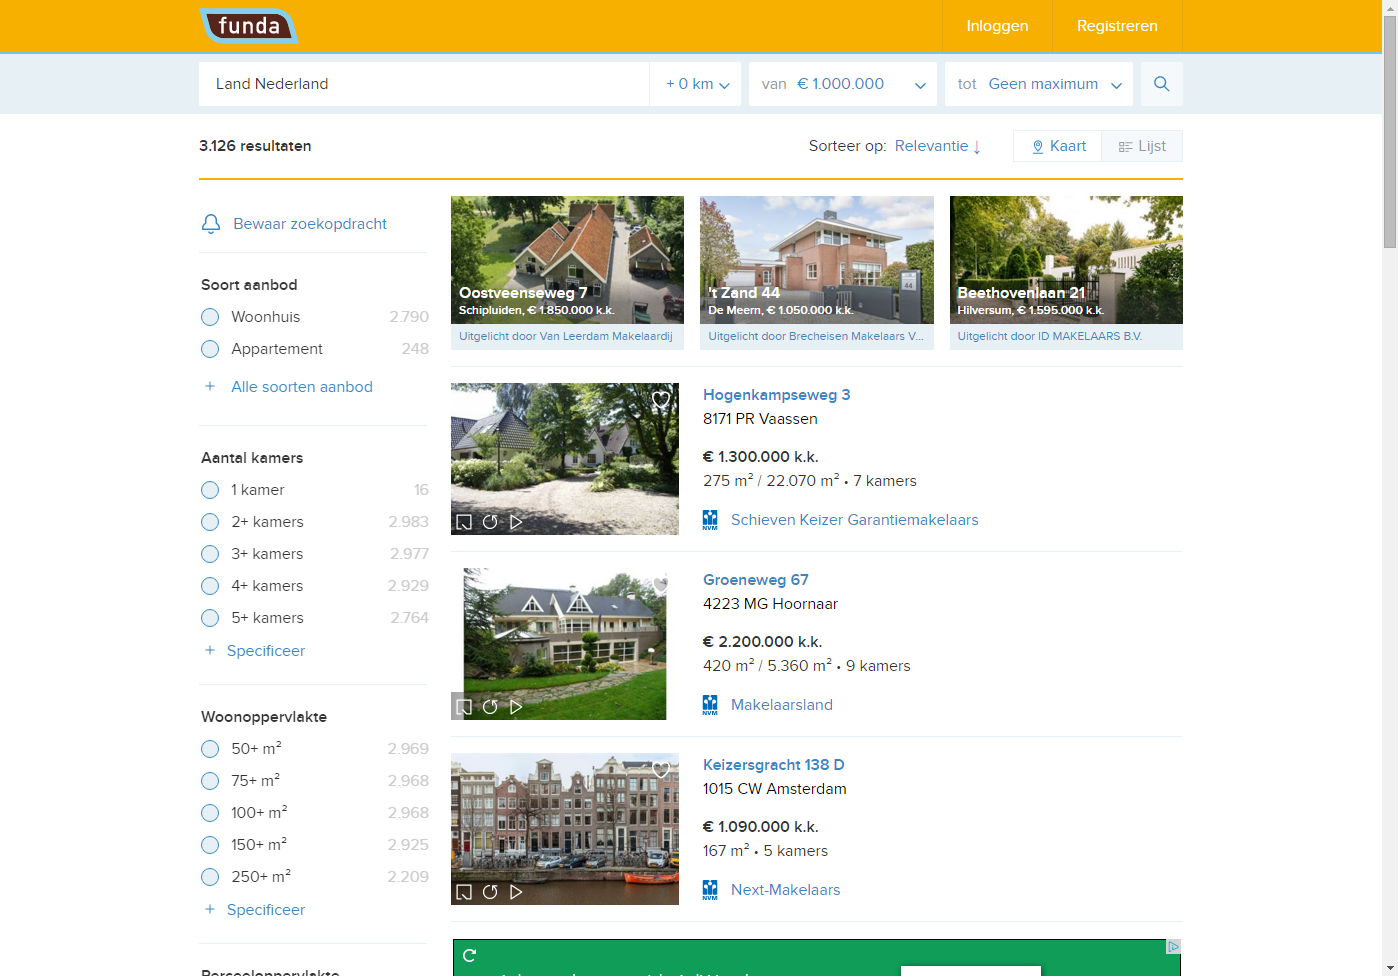 funda
Inloggen
Registreren
Land Nederland
+ 0 km
van € 1.000.000
tot Geen maximum
3.126 resultaten
Sorteer op: Relevantie
Kaart
Lijst
Bewaar zoekopdracht
Soort aanbod
Woonhuis 2.790
Appartement 248
+ Alle soorten aanbod
Aantal kamers
1 kamer 16
2+ kamers 2.983
3+ kamers 2.977
4+ kamers 2.929
5+ kamers 2.764
+ Specificeer
Woonoppervlakte
50+ m² 2.969
75+ m² 2.968
100+ m² 2.968
150+ m² 2.925
250+ m² 2.209
+ Specificeer
Perceeloppervlakte
Oostveenseweg 7
Schipluiden, € 1.850.000 k.k.
Uitgelicht door Van Leerdam Makelaardij
't Zand 44
De Meern, € 1.050.000 k.k.
Uitgelicht door Brecheisen Makelaars V...
44
Beethovenlaan 21
Hilversum, € 1.595.000 k.k.
Uitgelicht door ID MAKELAARS B.V.
Hogenkampseweg 3
8171 PR Vaassen
€ 1.300.000 k.k.
275 m² / 22.070 m² • 7 kamers
NVM Schieven Keizer Garantiemakelaars
Groeneweg 67
4223 MG Hoornaar
€ 2.200.000 k.k.
420 m² / 5.360 m² • 9 kamers
NVM Makelaarsland
Keizersgracht 138 D
1015 CW Amsterdam
€ 1.090.000 k.k.
167 m² • 5 kamers
NVM Next-Makelaars